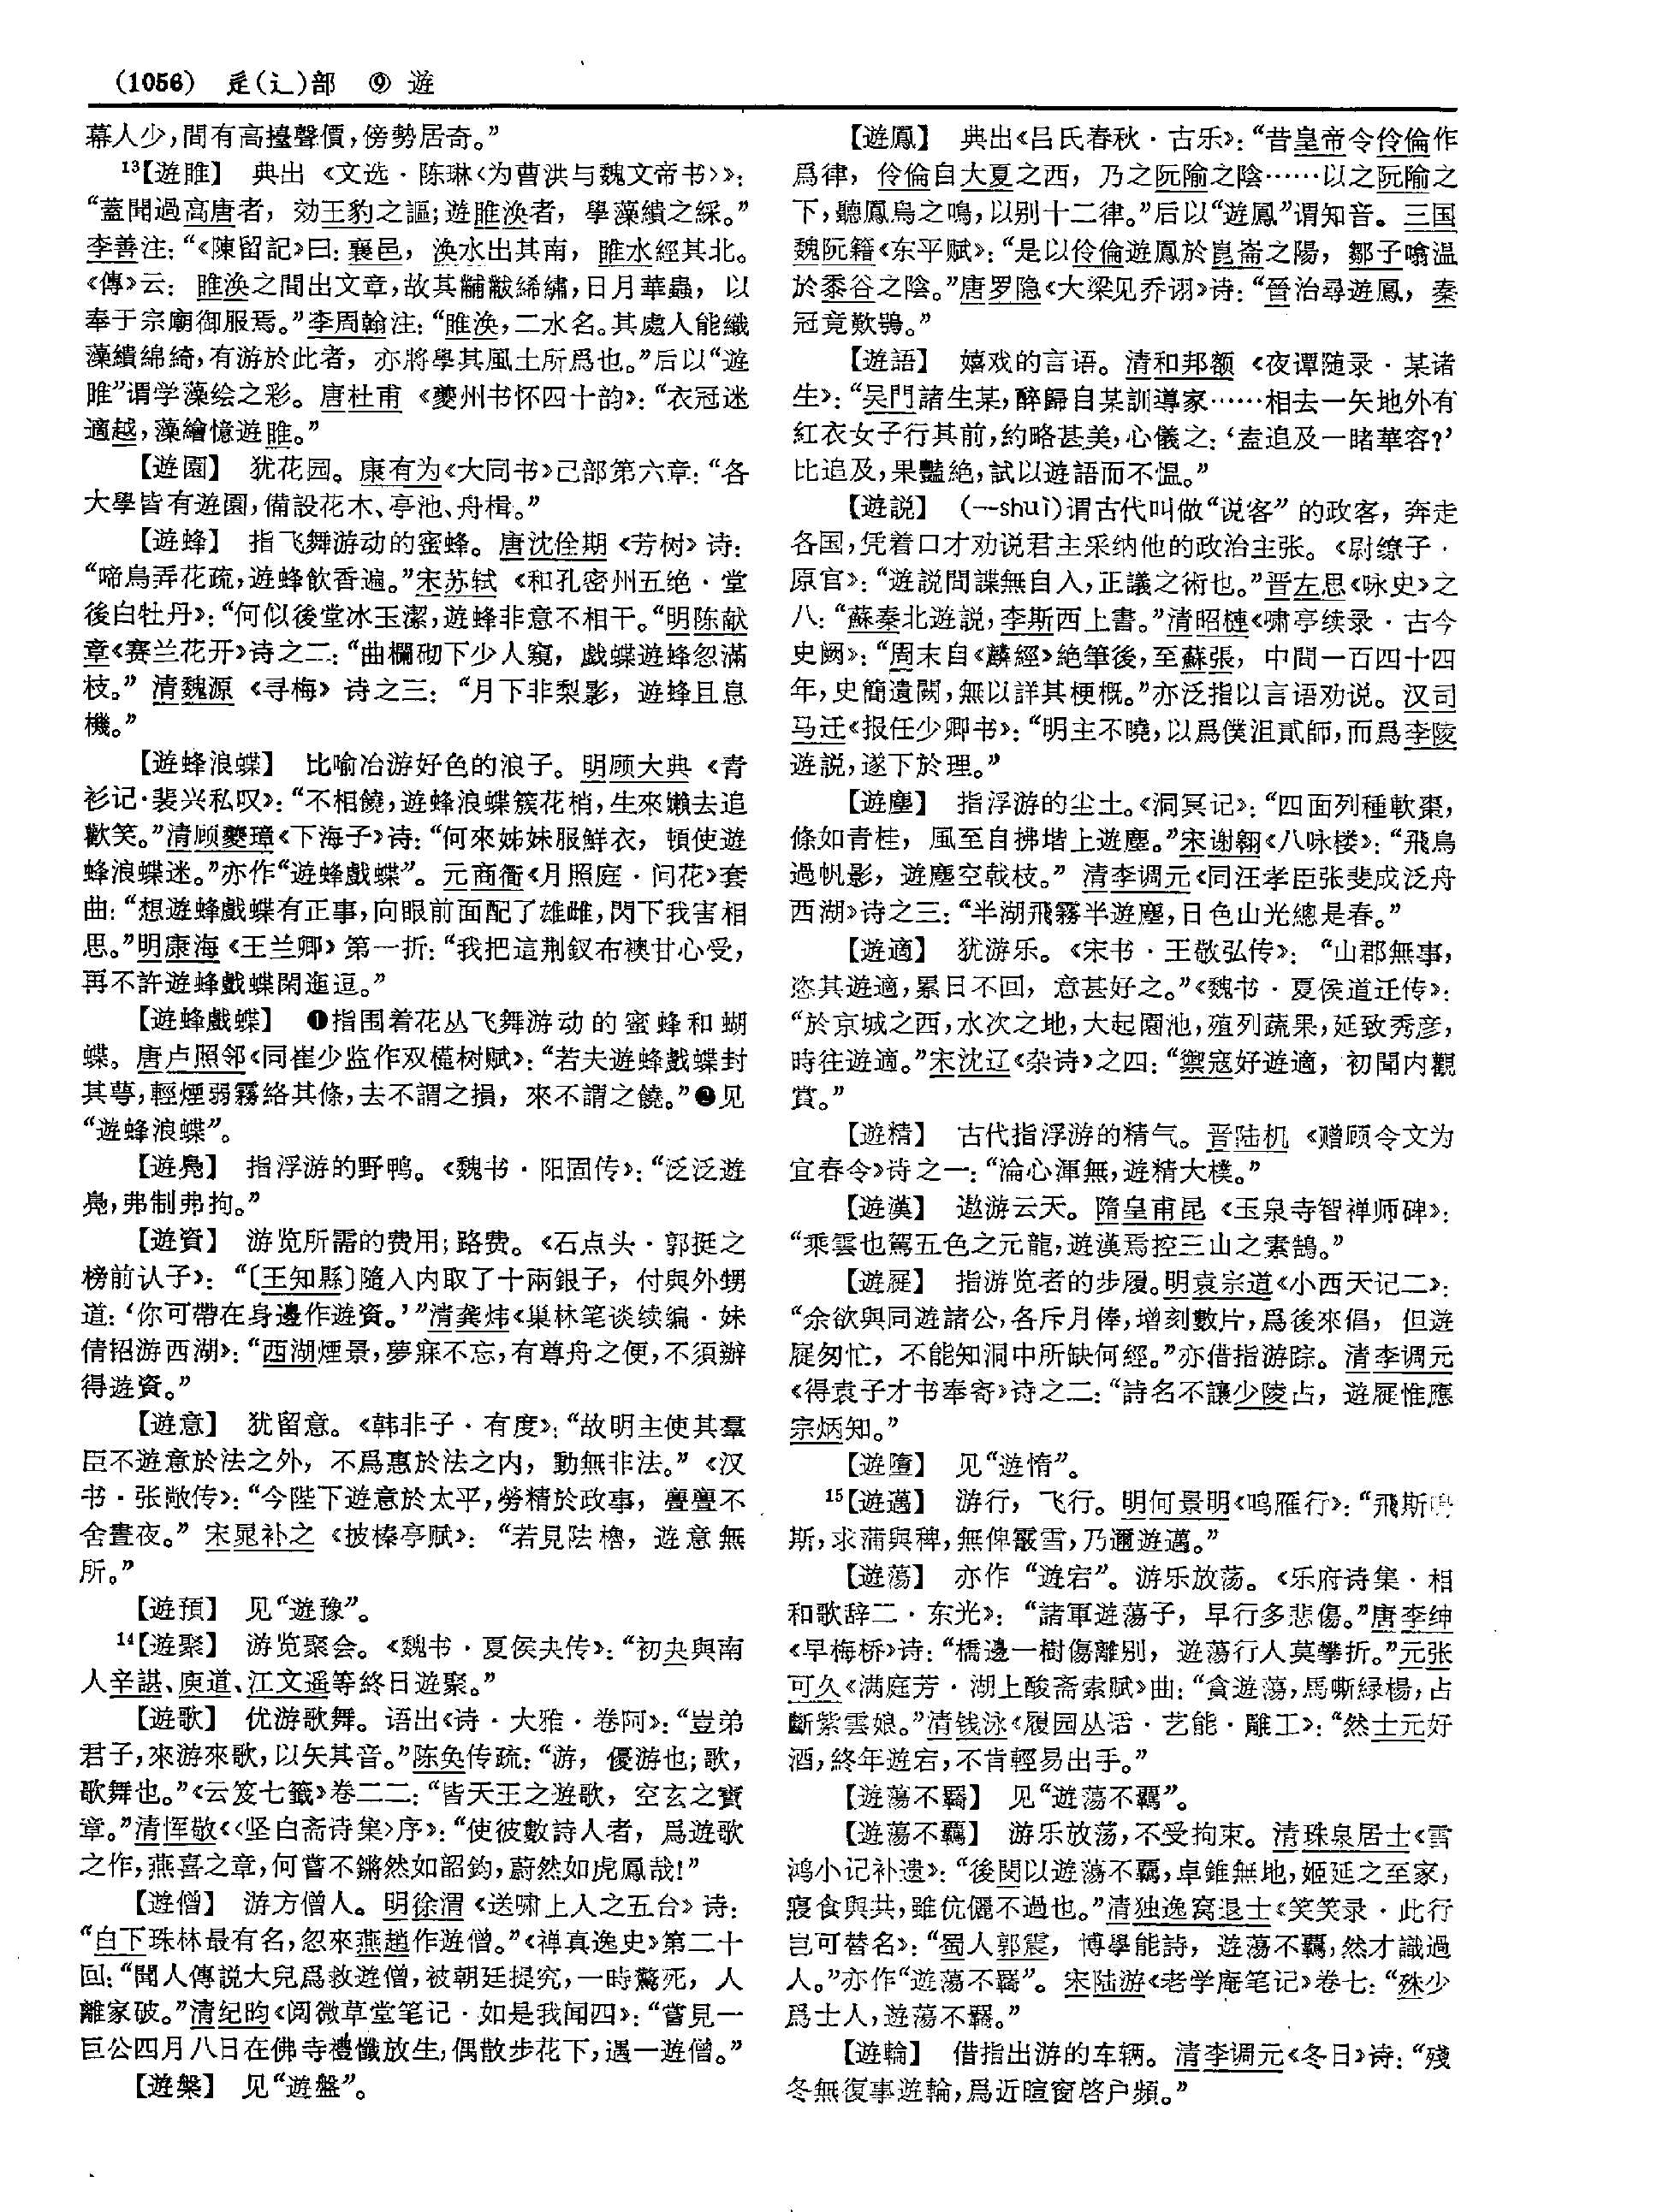 (1056) 辵(辶)部 ⑨ 遊
幕人少，間有高擡聲價，傍勢居奇。”
13【遊睢】 典出《文选·陈琳〈为曹洪与魏文帝书〉》：
“蓋聞過高唐者，効王豹之謳；遊睢涣者，學藻繢之綵。”
李善注：“《陳留記》曰：襄邑，涣水出其南，睢水經其北。
《傳》云：睢涣之間出文章，故其黼黻絺繡，日月華蟲，以
奉于宗廟御服焉。”李周翰注：“睢涣，二水名。其處人能織
藻繢綿綺，有游於此者，亦將學其風土所爲也。”后以“遊
睢”谓学藻绘之彩。唐杜甫《夔州书怀四十韵》：“衣冠迷
適越，藻繪憶遊睢。”
【遊園】 犹花园。康有为《大同书》己部第六章：“各
大學皆有遊園，備設花木、亭池、舟楫。”
【遊蜂】 指飞舞游动的蜜蜂。唐沈佺期《芳树》诗：
“啼鳥弄花疏，遊蜂飲香遍。”宋苏轼《和孔密州五绝·堂
後白牡丹》：“何似後堂冰玉潔，遊蜂非意不相干。“明陈献
章《赛兰花开》诗之二：“曲欄砌下少人窺，戲蝶遊蜂忽滿
枝。”清魏源《寻梅》诗之三：“月下非梨影，遊蜂且息
機。”
【遊蜂浪蝶】 比喻冶游好色的浪子。明顾大典《青
衫记·裴兴私叹》：“不相饒，遊蜂浪蝶簇花梢，生來嬾去追
歡笑。”清顾夔璋《下海子》诗：“何來姊妹服鮮衣，頓使遊
蜂浪蝶迷。”亦作“遊蜂戲蝶”。元商衢《月照庭·问花》套
曲：“想遊蜂戲蝶有正事，向眼前面配了雄雌，閃下我害相
思。”明康海《王兰卿》第一折：“我把這荆釵布襖甘心受，
再不許遊蜂戲蝶閑迤逗。”
【遊蜂戲蝶】 ❶指围着花丛飞舞游动的蜜蜂和蝴
蝶。唐卢照邻《同崔少监作双槿树赋》：“若夫遊蜂戲蝶封
其萼，輕煙弱霧絡其條，去不謂之損，來不謂之饒。”❷见
“遊蜂浪蝶”。
【遊鳧】 指浮游的野鸭。《魏书·阳固传》：“泛泛遊
鳧，弗制弗拘。”
【遊資】 游览所需的费用；路费。《石点头·郭挺之
榜前认子》：“〔王知縣〕隨入内取了十兩銀子，付與外甥
道：‘你可帶在身邊作遊資。’”清龚炜《巢林笔谈续编·妹
倩招游西湖》：“西湖煙景，夢寐不忘，有尊舟之便，不須辦
得遊資。”
【遊意】 犹留意。《韩非子·有度》：“故明主使其羣
臣不遊意於法之外，不爲惠於法之内，動無非法。”《汉
书·张敞传》：“今陛下遊意於太平，勞精於政事，亹亹不
舍晝夜。”宋晁补之《披榛亭赋》：“若見陆櫓，遊意無
所。”
【遊預】 见“遊豫”。
14【遊聚】 游览聚会。《魏书·夏侯夬传》：“初夬與南
人辛諶、庾道、江文遥等終日遊聚。”
【遊歌】 优游歌舞。语出《诗·大雅·卷阿》：“豈弟
君子，來游來歌，以矢其音。”陈奂传疏：“游，優游也；歌，
歌舞也。”《云笈七籤》卷二二：“皆天王之遊歌，空玄之寳
章。”清恽敬《〈坚白斋诗集〉序》：“使彼數詩人者，爲遊歌
之作，燕喜之章，何嘗不鏘然如韶鈞，蔚然如虎鳳哉！”
【遊僧】 游方僧人。明徐渭《送啸上人之五台》诗：
“白下珠林最有名，忽來燕趙作遊僧。”《禅真逸史》第二十
回：“聞人傳説大兒爲救遊僧，被朝廷提究，一時驚死，人
離家破。”清纪昀《阅微草堂笔记·如是我闻四》：“嘗見一
巨公四月八日在佛寺禮懺放生，偶散步花下，遇一遊僧。”
【遊槃】 见“遊盤”。
【遊鳳】 典出《吕氏春秋·古乐》：“昔皇帝令伶倫作
爲律，伶倫自大夏之西，乃之阮隃之陰……以之阮隃之
下，聽鳳鳥之鳴，以别十二律。”后以“遊鳳”谓知音。三国
魏阮籍《东平赋》：“是以伶倫遊鳳於崑崙之陽，鄒子噏温
於黍谷之陰。”唐罗隐《大梁见乔诩》诗：“晉治尋遊鳳，秦
冠竟歎鴞。”
【遊語】 嬉戏的言语。清和邦额《夜谭随录·某诸
生》：“吴門諸生某，醉歸自某訓導家……相去一矢地外有
紅衣女子行其前，約略甚美，心儀之：‘盍追及一睹華容？’
比追及，果豔絶，試以遊語而不愠。”
【遊説】 （—shuì）谓古代叫做“说客”的政客，奔走
各国，凭着口才劝说君主采纳他的政治主张。《尉缭子·
原官》：“遊説間諜無自入，正議之術也。”晋左思《咏史》之
八：“蘇秦北遊説，李斯西上書。”清昭槤《啸亭续录·古今
史阙》：“周末自《麟經》絶筆後，至蘇張，中間一百四十四
年，史簡遺闕，無以詳其梗概。”亦泛指以言语劝说。汉司
马迁《报任少卿书》：“明主不曉，以爲僕沮貳師，而爲李陵
遊説，遂下於理。”
【遊塵】 指浮游的尘土。《洞冥记》：“四面列種軟棗，
條如青桂，風至自拂堦上遊塵。”宋谢翱《八咏楼》：“飛鳥
過帆影，遊塵空戟枝。”清李调元《同汪孝臣张斐成泛舟
西湖》诗之三：“半湖飛霧半遊塵，日色山光總是春。”
【遊適】 犹游乐。《宋书·王敬弘传》：“山郡無事，
恣其遊適，累日不回，意甚好之。”《魏书·夏侯道迁传》：
“於京城之西，水次之地，大起園池，殖列蔬果，延致秀彦，
時往遊適。”宋沈辽《杂诗》之四：“禦寇好遊適，初聞内觀
賞。”
【遊精】 古代指浮游的精气。晋陆机《赠顾令文为
宜春令》诗之一：“淪心渾無，遊精大樸。”
【遊漢】 遨游云天。隋皇甫昆《玉泉寺智禅师碑》：
“乘雲也駕五色之元龍，遊漢焉控三山之素鵠。”
【遊屣】 指游览者的步履。明袁宗道《小西天记二》：
“余欲與同遊諸公，各斥月俸，增刻數片，爲後來倡，但遊
屣匆忙，不能知洞中所缺何經。”亦借指游踪。清李调元
《得袁子才书奉寄》诗之二：“詩名不讓少陵占，遊屣惟應
宗炳知。”
【遊墮】 见“遊惰”。
15【遊邁】 游行，飞行。明何景明《鸣雁行》：“飛斯
斯，求蒲與稗，無俾霰雪，乃邇遊邁。”
【遊蕩】 亦作“遊宕”。游乐放荡。《乐府诗集·相
和歌辞二·东光》：“諸軍遊蕩子，早行多悲傷。”唐李绅
《早梅桥》诗：“橋邊一樹傷離别，遊蕩行人莫攀折。”元张
可久《满庭芳·湖上酸斋索赋》曲：“貪遊蕩，馬嘶緑楊，占
斷紫雲娘。”清钱泳《履园丛话·艺能·雕工》：“然士元好
酒，終年遊宕，不肯輕易出手。”
【遊蕩不羇】 见“遊荡不羈”。
【遊蕩不羈】 游乐放荡，不受拘束。清珠泉居士《雪
鸿小记补遗》：“後閔以遊蕩不羈，卓錐無地，姬延之至家，
寢食與共，雖伉儷不過也。”清独逸窝退士《笑笑录·此行
岂可替名》：“蜀人郭震，博學能詩，遊蕩不羈，然才識過
人。”亦作“遊荡不羇”。宋陆游《老学庵笔记》卷七：“殊少
爲士人，遊蕩不羇。”
【遊輪】 借指出游的车辆。清李调元《冬日》诗：“殘
冬無復事遊輪，爲近暄窗啓户頻。”